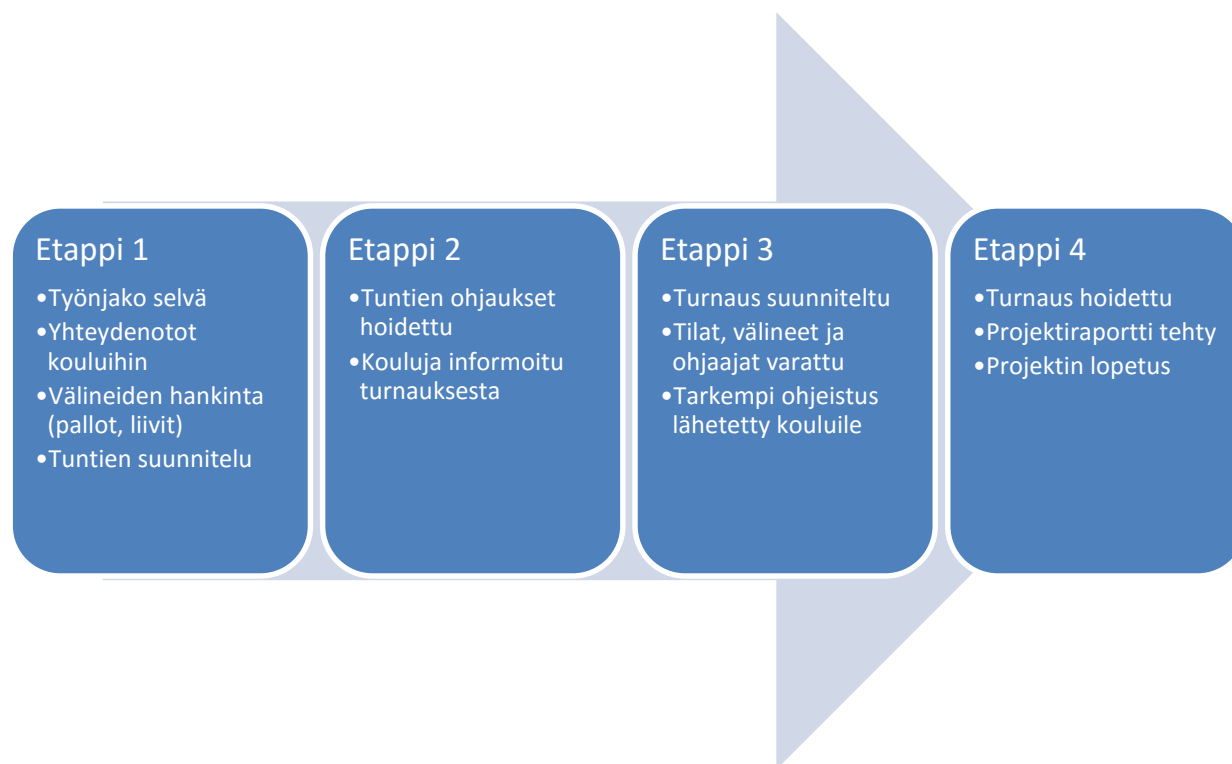 Etappi 1
•Työnjako selvä
•Yhteydenotot
kouluihin
•Välineiden hankinta
(pallot, liivit)
•Tuntien suunnitelu
Etappi 2
•Tuntien ohjaukset
hoidettu
•Kouluja informoitu
turnauksesta
Etappi 3
•Turnaus suunniteltu
•Tilat, välineet ja
ohjaajat varattu
•Tarkempi ohjeistus
lähetetty kouluile
Etappi 4
•Turnaus hoidettu
•Projektiraportti tehty
•Projektin lopetus